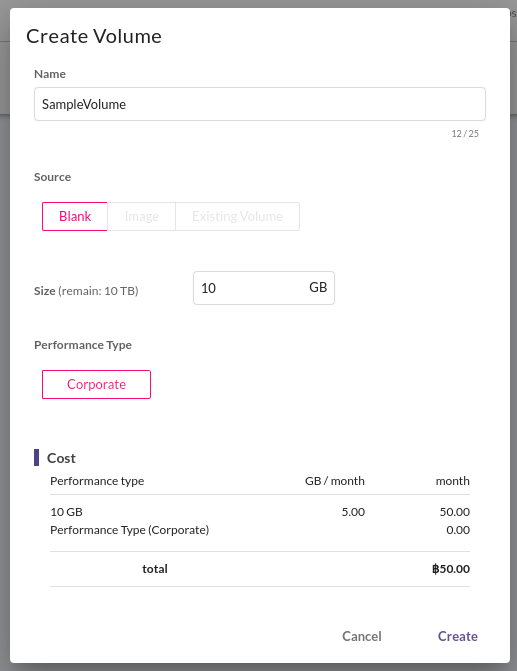 Create Volume
Name
SampleVolume
12 / 25
Source
Blank Image Existing Volume
Size (remain: 10 TB) 10 GB
Performance Type
Corporate
Cost
Performance type GB / month month
10 GB 5.00 50.00
Performance Type (Corporate) 0.00
total ฿50.00
Cancel Create